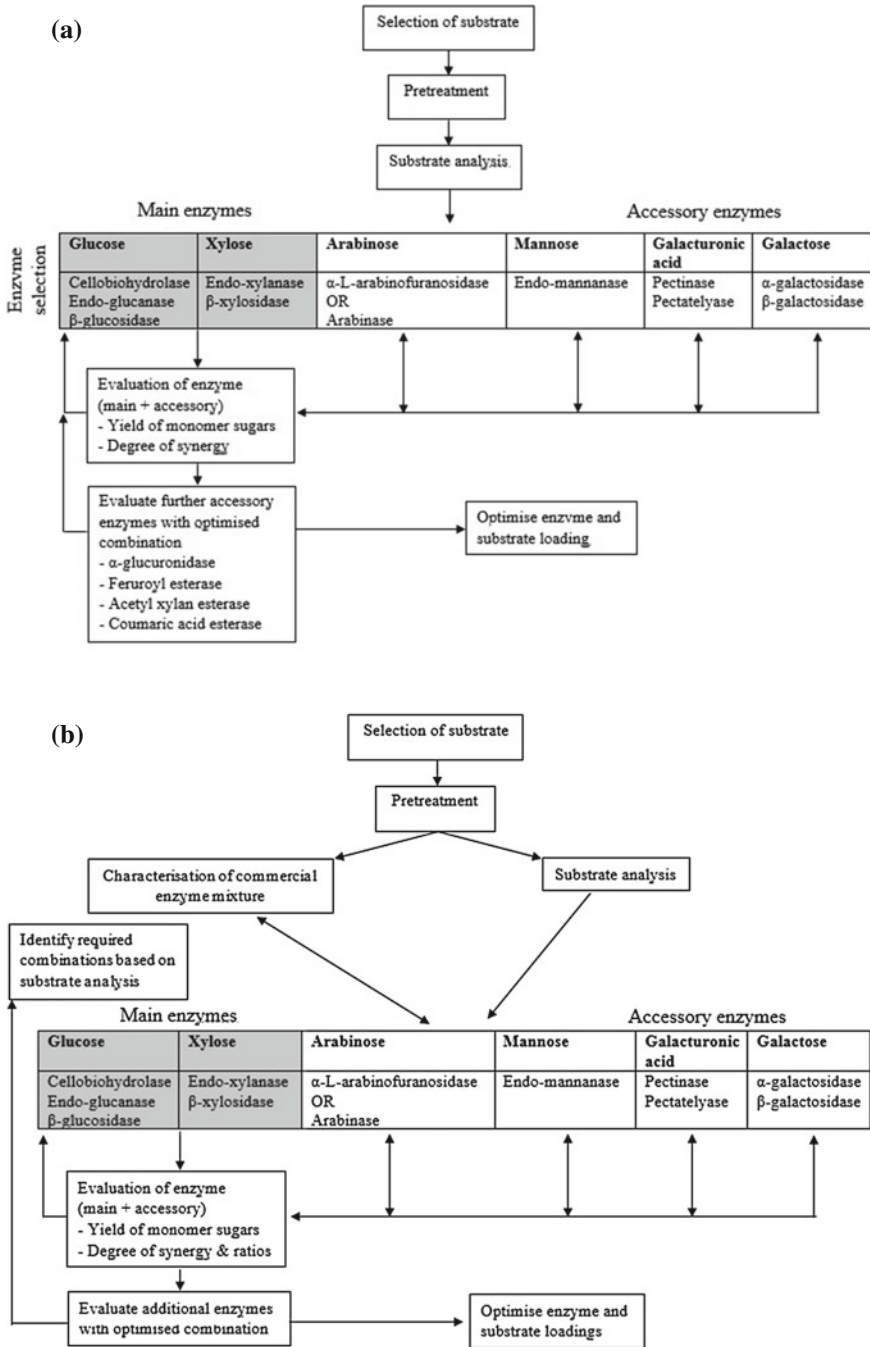 (a)
Selection of substrate
Pretreatment
Substrate analysis.
Main enzymes
Accessory enzymes
Enzvme
selection
Glucose
Xylose
Arabinose
Mannose
Galacturonic
acid
Galactose
Cellobiohydrolase
Endo-glucanase
β-glucosidase
Endo-xylanase
β-xylosidase
α-L-arabinofuranosidase
OR
Arabinase
Endo-mannanase
Pectinase
Pectatelyase
α-galactosidase
β-galactosidase
Evaluation of enzyme
(main + accessory)
- Yield of monomer sugars
- Degree of synergy
Evaluate further accessory
enzymes with optimised
combination
- α-glucuronidase
- Feruroyl esterase
- Acetyl xylan esterase
- Coumaric acid esterase
Optimise enzvme and
substrate loading
(b)
Selection of substrate
Pretreatment
Characterisation of commercial
enzyme mixture
Substrate analysis
Identify required
combinations based on
substrate analysis
Main enzymes
Accessory enzymes
Glucose
Xylose
Arabinose
Mannose
Galacturonic
acid
Galactose
Cellobiohydrolase
Endo-glucanase
β-glucosidase
Endo-xylanase
β-xylosidase
α-L-arabinofuranosidase
OR
Arabinase
Endo-mannanase
Pectinase
Pectatelyase
α-galactosidase
β-galactosidase
Evaluation of enzyme
(main + accessory)
- Yield of monomer sugars
- Degree of synergy & ratios
Evaluate additional enzymes
with optimised combination
Optimise enzyme and
substrate loadings